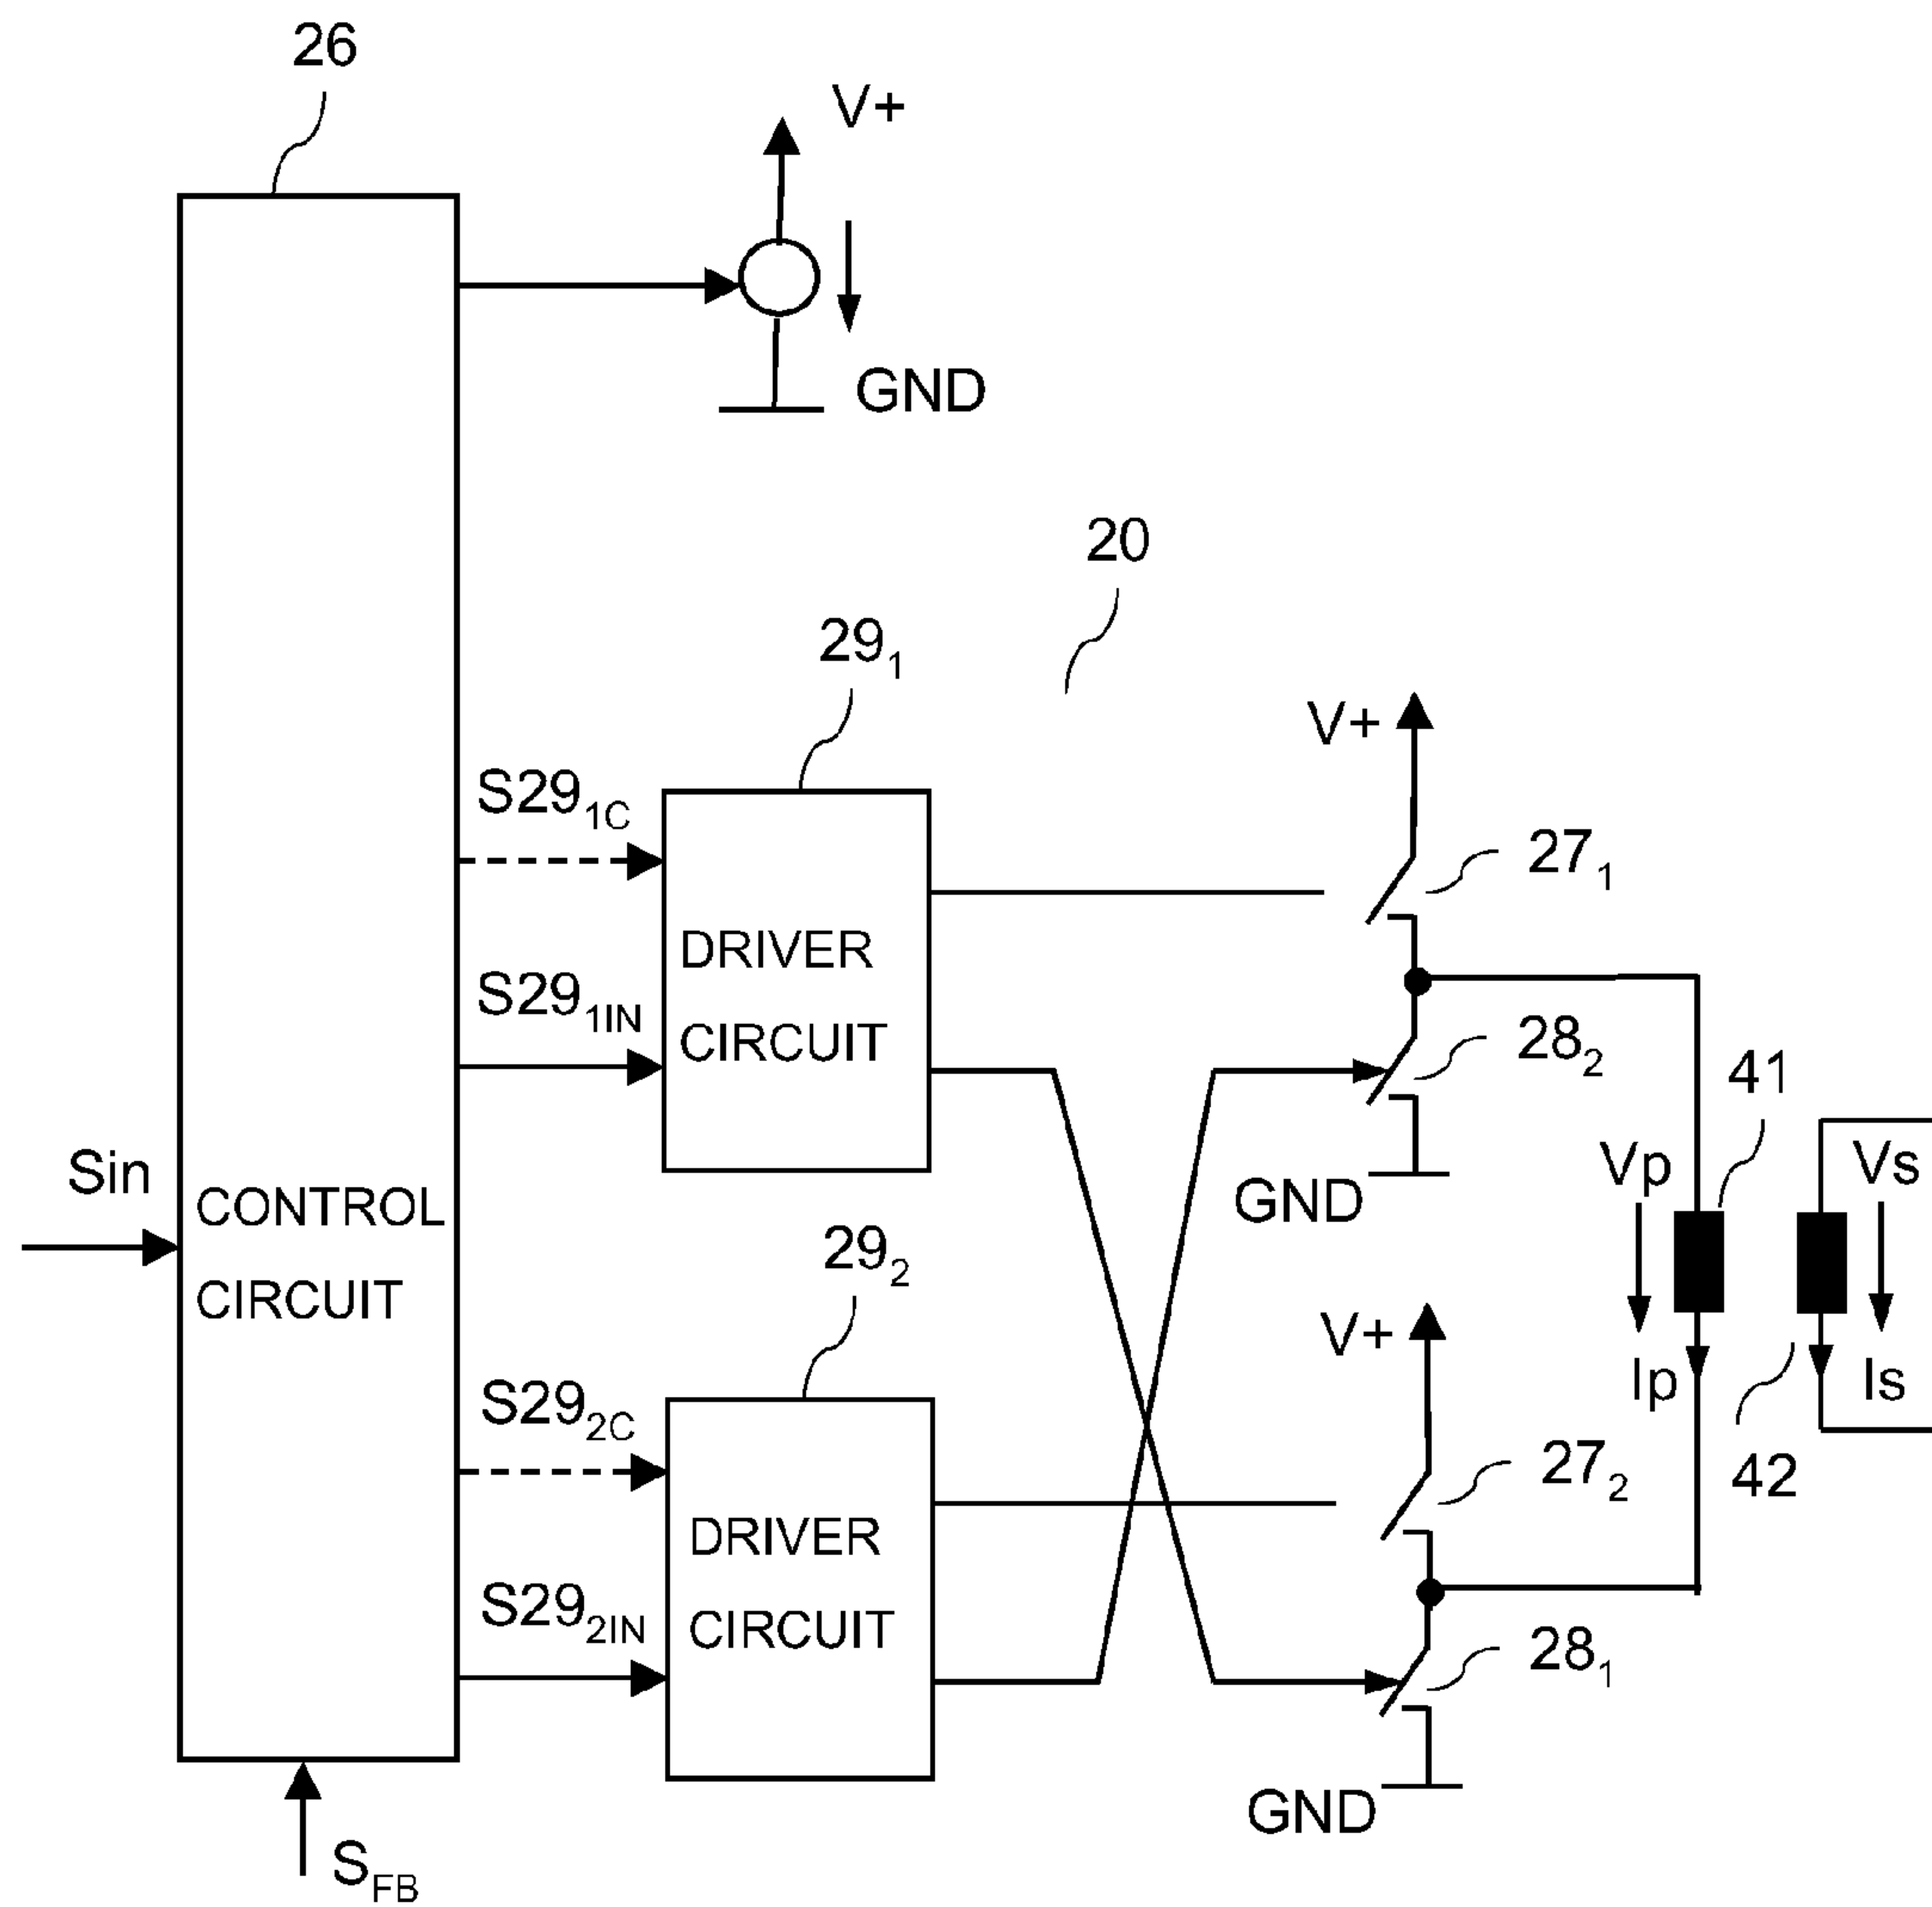 26
V+
GND
20
29₁
V+
S29₁C
27₁
DRIVER
CIRCUIT
S29₁IN
28₂
41
Sin
CONTROL
CIRCUIT
GND
Vp
Vs
29₂
V+
Ip
Is
S29₂C
27₂
42
DRIVER
CIRCUIT
S29₂IN
28₁
GND
S_FB